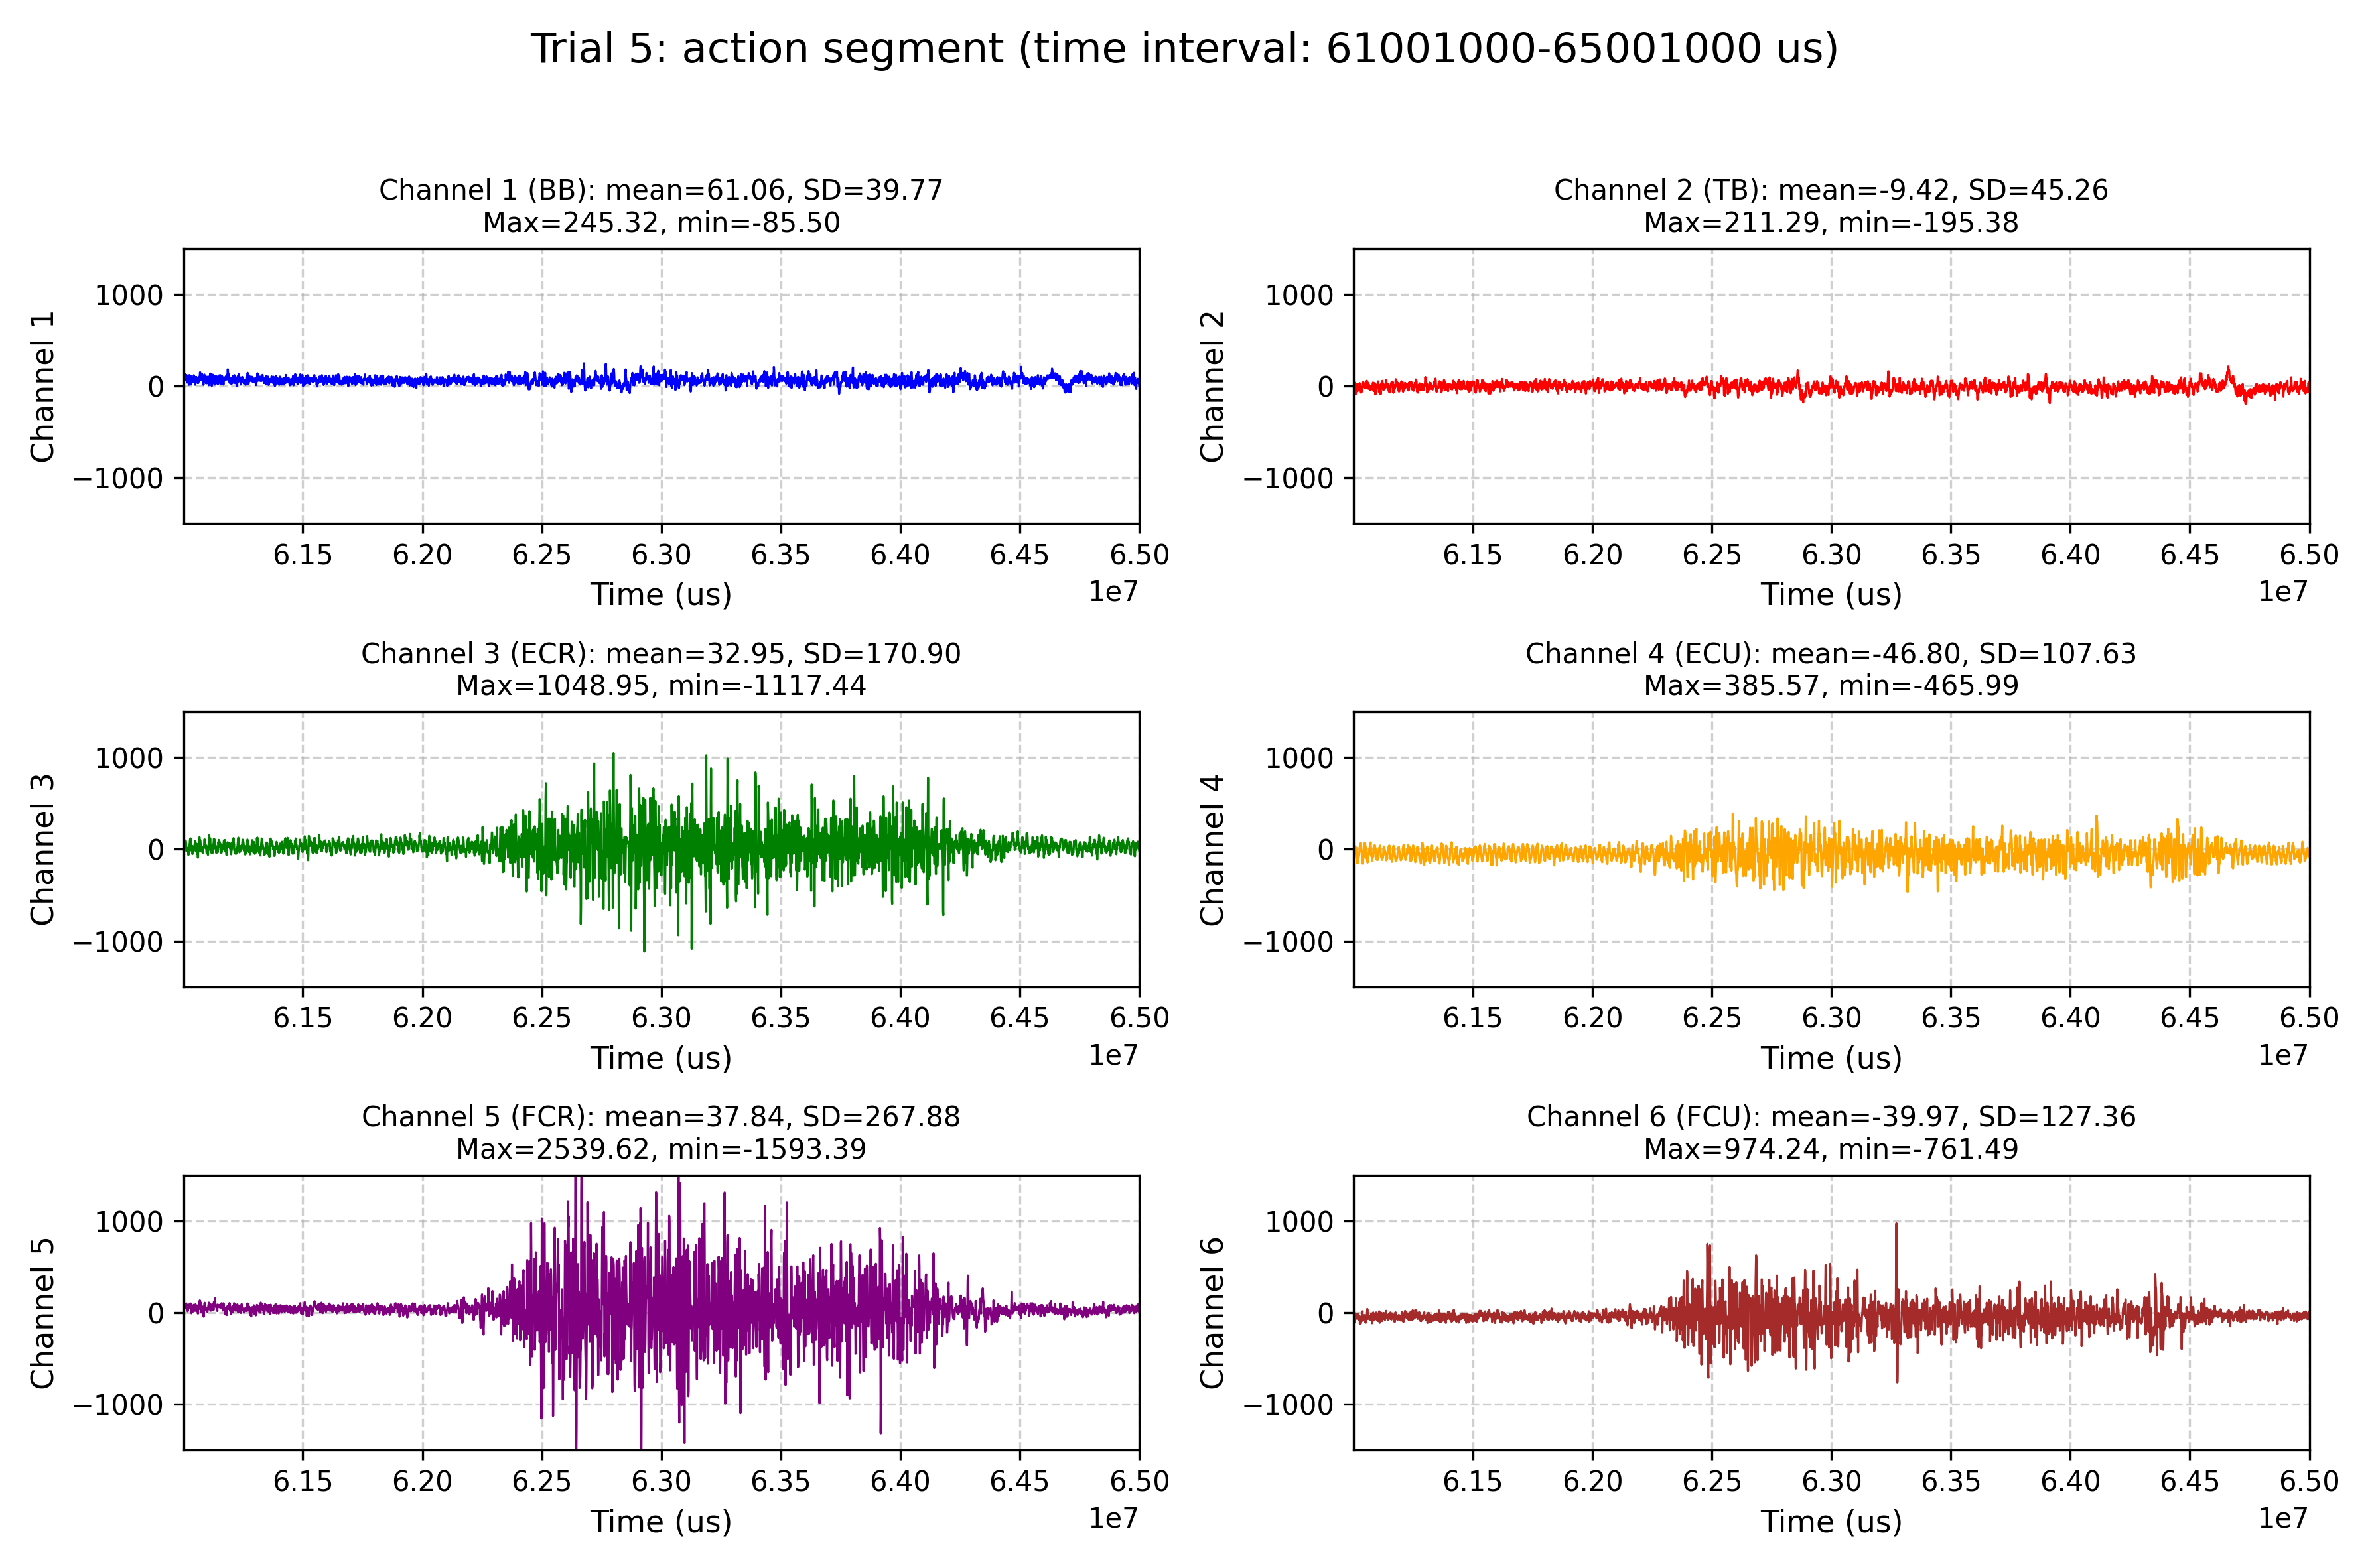 Trial 5: action segment (time interval: 61001000-65001000 us)
Channel 1 (BB): mean=61.06, SD=39.77
Max=245.32, min=-85.50
Channel 1
1000
0
−1000
6.15 6.20 6.25 6.30 6.35 6.40 6.45 6.50
Time (us)
1e7
Channel 2 (TB): mean=-9.42, SD=45.26
Max=211.29, min=-195.38
Channel 2
1000
0
−1000
6.15 6.20 6.25 6.30 6.35 6.40 6.45 6.50
Time (us)
1e7
Channel 3 (ECR): mean=32.95, SD=170.90
Max=1048.95, min=-1117.44
Channel 3
1000
0
−1000
6.15 6.20 6.25 6.30 6.35 6.40 6.45 6.50
Time (us)
1e7
Channel 4 (ECU): mean=-46.80, SD=107.63
Max=385.57, min=-465.99
Channel 4
1000
0
−1000
6.15 6.20 6.25 6.30 6.35 6.40 6.45 6.50
Time (us)
1e7
Channel 5 (FCR): mean=37.84, SD=267.88
Max=2539.62, min=-1593.39
Channel 5
1000
0
−1000
6.15 6.20 6.25 6.30 6.35 6.40 6.45 6.50
Time (us)
1e7
Channel 6 (FCU): mean=-39.97, SD=127.36
Max=974.24, min=-761.49
Channel 6
1000
0
−1000
6.15 6.20 6.25 6.30 6.35 6.40 6.45 6.50
Time (us)
1e7